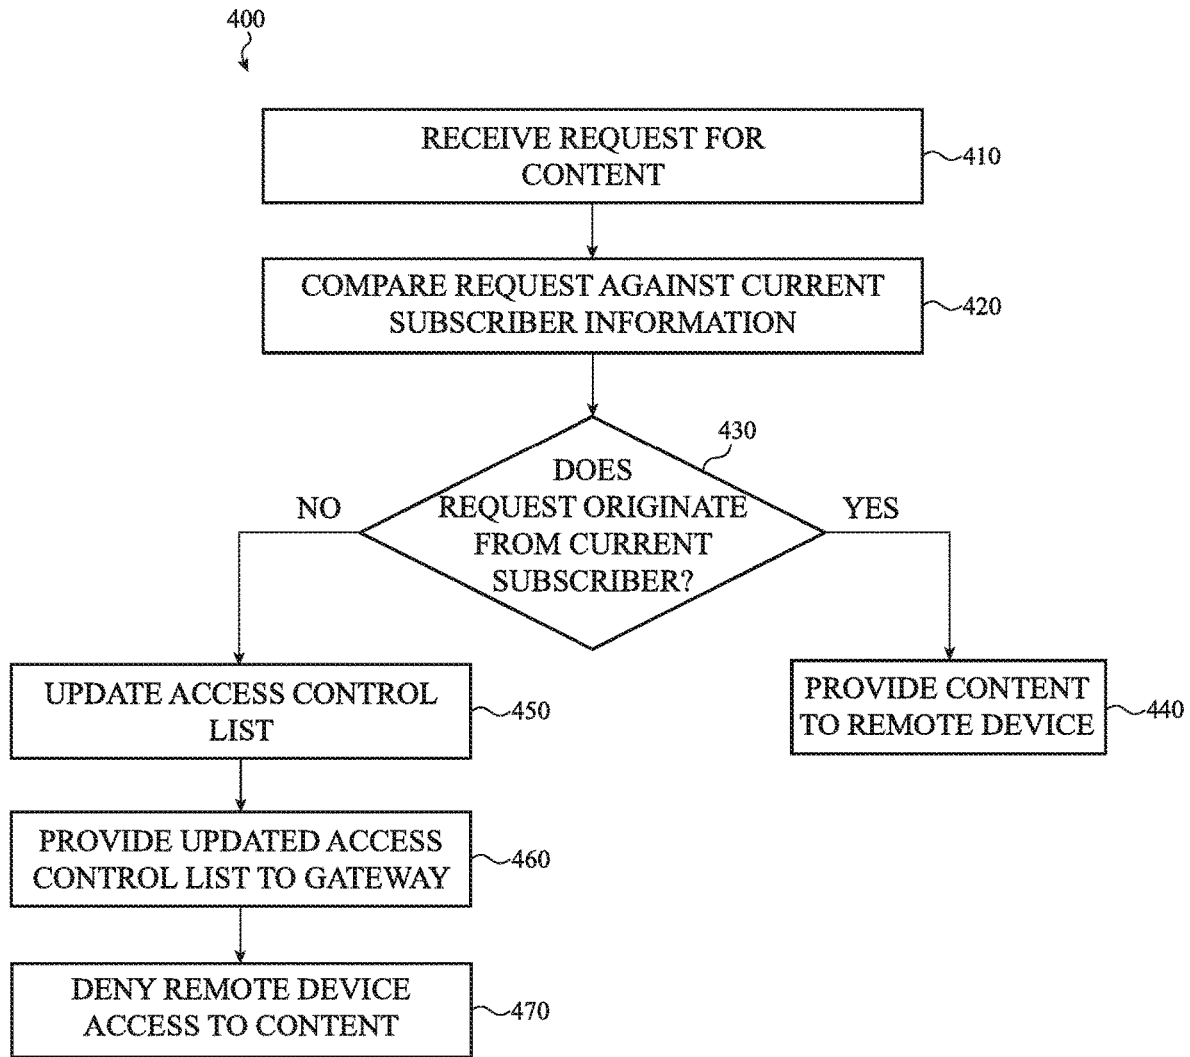 400
RECEIVE REQUEST FOR
CONTENT
410
COMPARE REQUEST AGAINST CURRENT
SUBSCRIBER INFORMATION
420
430
DOES
REQUEST ORIGINATE
FROM CURRENT
SUBSCRIBER?
NO
YES
UPDATE ACCESS CONTROL
LIST
450
PROVIDE CONTENT
TO REMOTE DEVICE
440
PROVIDE UPDATED ACCESS
CONTROL LIST TO GATEWAY
460
DENY REMOTE DEVICE
ACCESS TO CONTENT
470